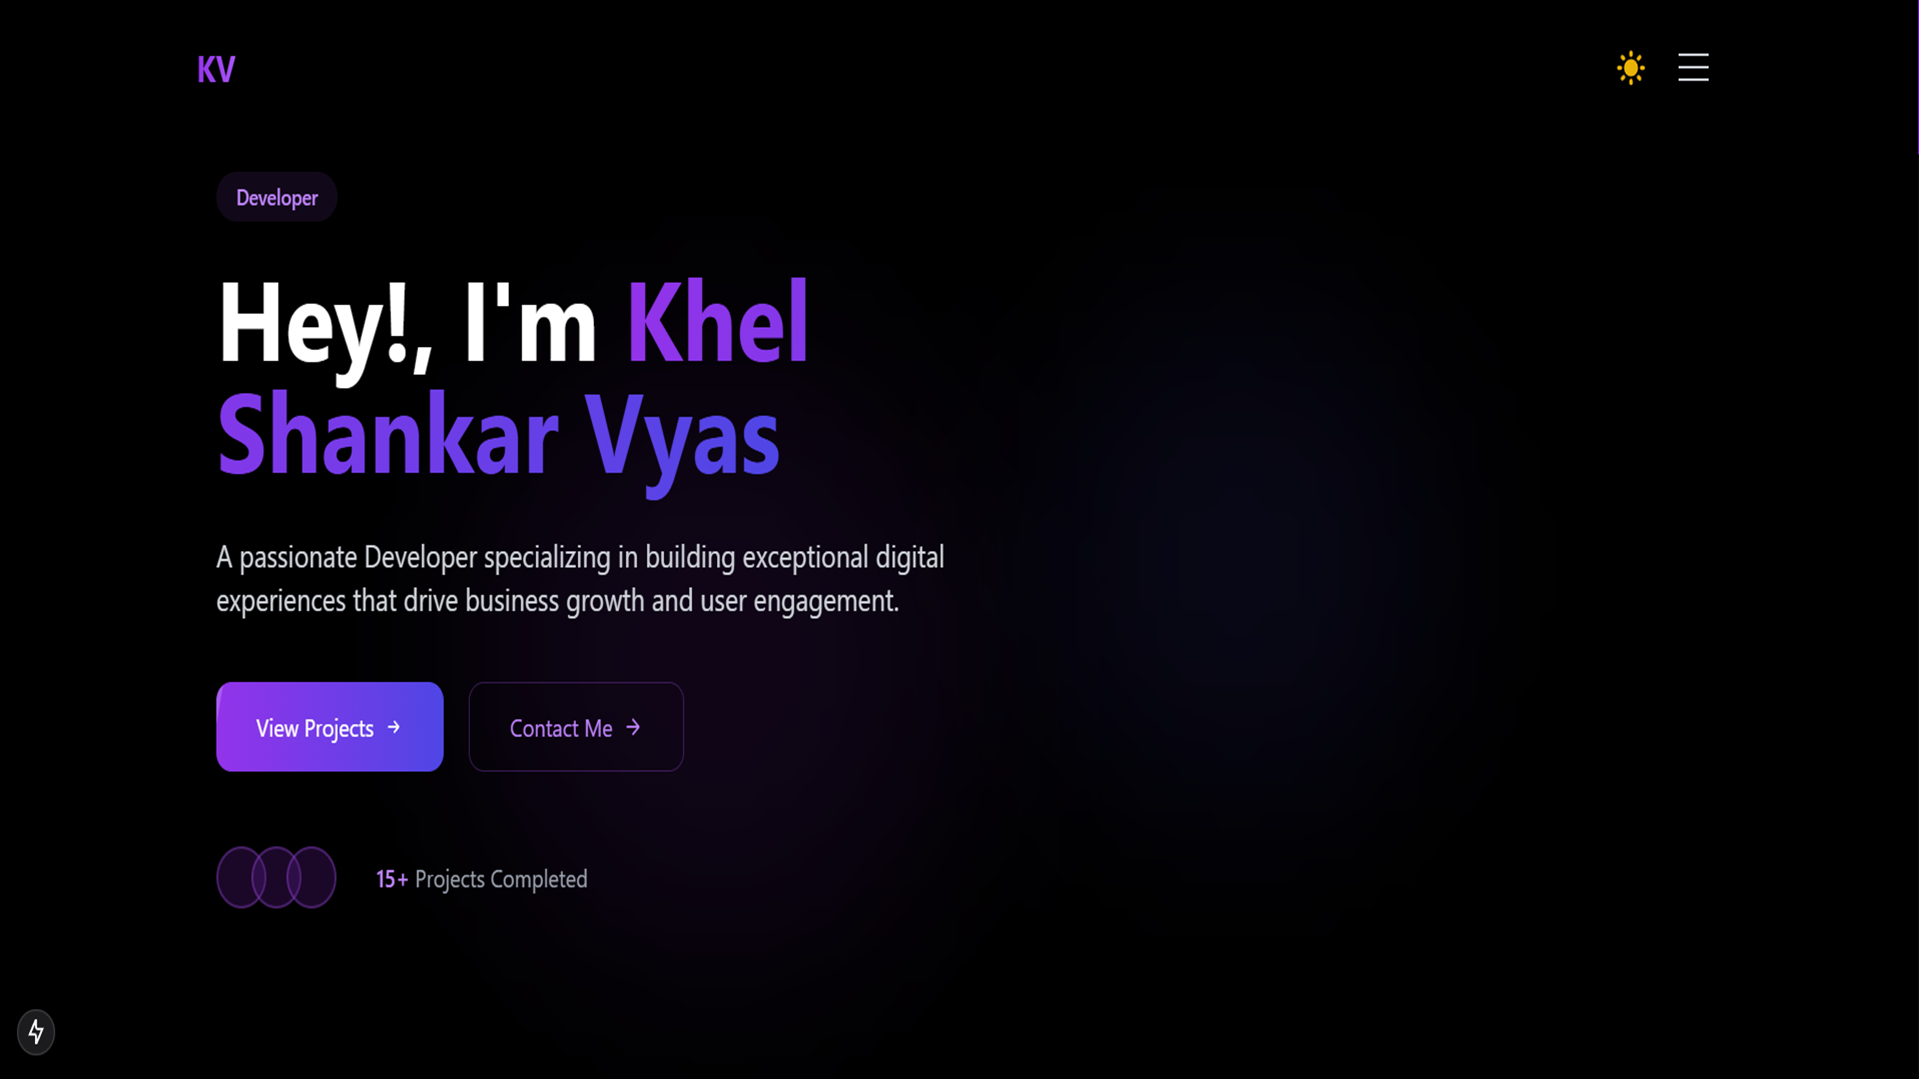 KV
Developer
Hey!, I'm Khel
Shankar Vyas
A passionate Developer specializing in building exceptional digital
experiences that drive business growth and user engagement.
View Projects →
Contact Me →
15+ Projects Completed